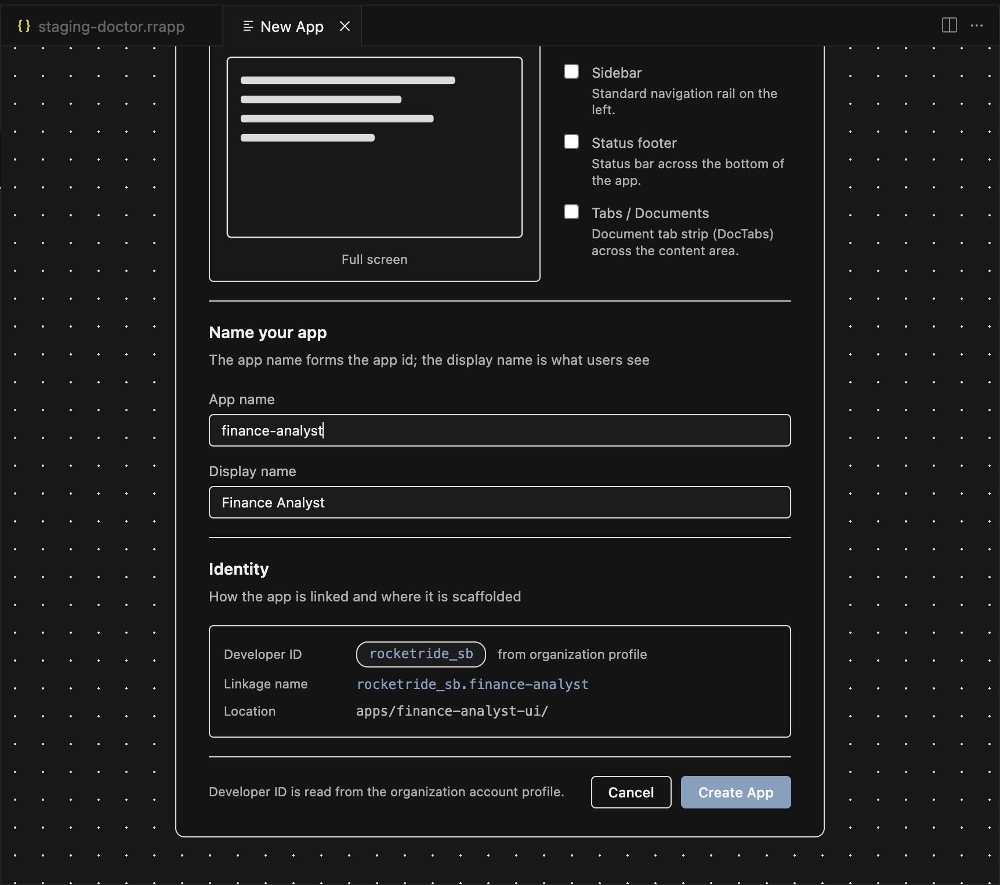 {} staging-doctor.rrapp
New App
Sidebar
Standard navigation rail on the
left.
Status footer
Status bar across the bottom of
the app.
Tabs / Documents
Document tab strip (DocTabs)
across the content area.
Full screen
Name your app
The app name forms the app id; the display name is what users see
App name
finance-analyst
Display name
Finance Analyst
Identity
How the app is linked and where it is scaffolded
Developer ID rocketride_sb from organization profile
Linkage name rocketride_sb.finance-analyst
Location apps/finance-analyst-ui/
Developer ID is read from the organization account profile.
Cancel
Create App